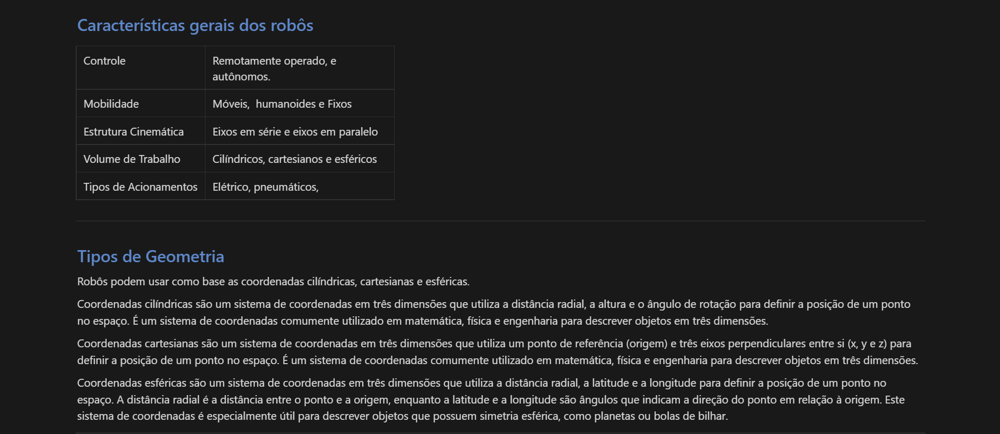 Características gerais dos robôs
Controle
Remotamente operado, e
autônomos.
Mobilidade
Móveis,  humanoides e Fixos
Estrutura Cinemática
Eixos em série e eixos em paralelo
Volume de Trabalho
Cilíndricos, cartesianos e esféricos
Tipos de Acionamentos
Elétrico, pneumáticos,
Tipos de Geometria
Robôs podem usar como base as coordenadas cilíndricas, cartesianas e esféricas.
Coordenadas cilíndricas são um sistema de coordenadas em três dimensões que utiliza a distância radial, a altura e o ângulo de rotação para definir a posição de um ponto
no espaço. É um sistema de coordenadas comumente utilizado em matemática, física e engenharia para descrever objetos em três dimensões.
Coordenadas cartesianas são um sistema de coordenadas em três dimensões que utiliza um ponto de referência (origem) e três eixos perpendiculares entre si (x, y e z) para
definir a posição de um ponto no espaço. É um sistema de coordenadas comumente utilizado em matemática, física e engenharia para descrever objetos em três dimensões.
Coordenadas esféricas são um sistema de coordenadas em três dimensões que utiliza a distância radial, a latitude e a longitude para definir a posição de um ponto no
espaço. A distância radial é a distância entre o ponto e a origem, enquanto a latitude e a longitude são ângulos que indicam a direção do ponto em relação à origem. Este
sistema de coordenadas é especialmente útil para descrever objetos que possuem simetria esférica, como planetas ou bolas de bilhar.